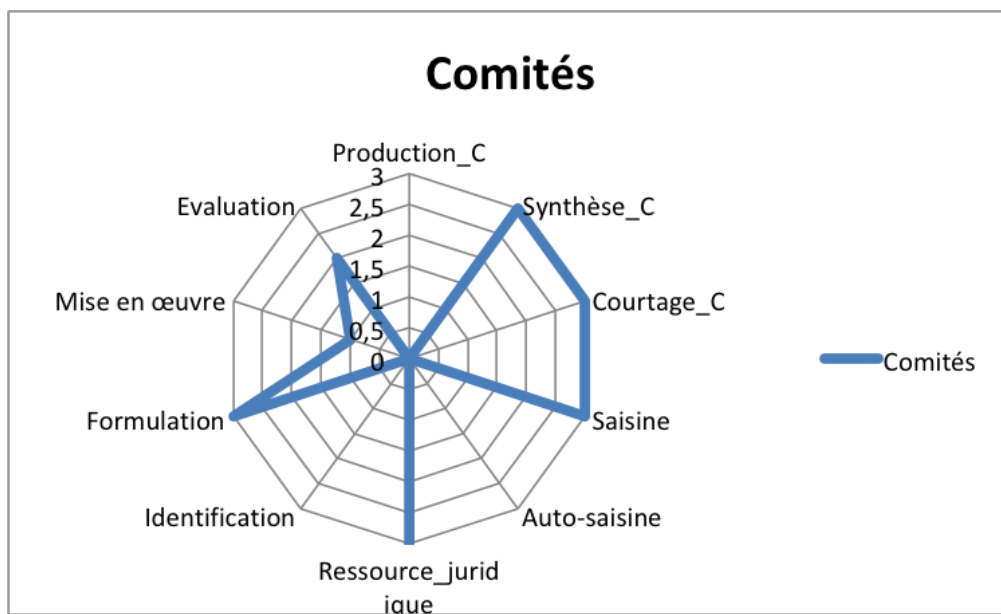 Comités
Production_C
3
2,5
2
1,5
1
0,5
0
Synthèse_C
Courtage_C
Saisine
Auto-saisine
Ressource_jurid
ique
Identification
Formulation
Mise en œuvre
Evaluation
Comités